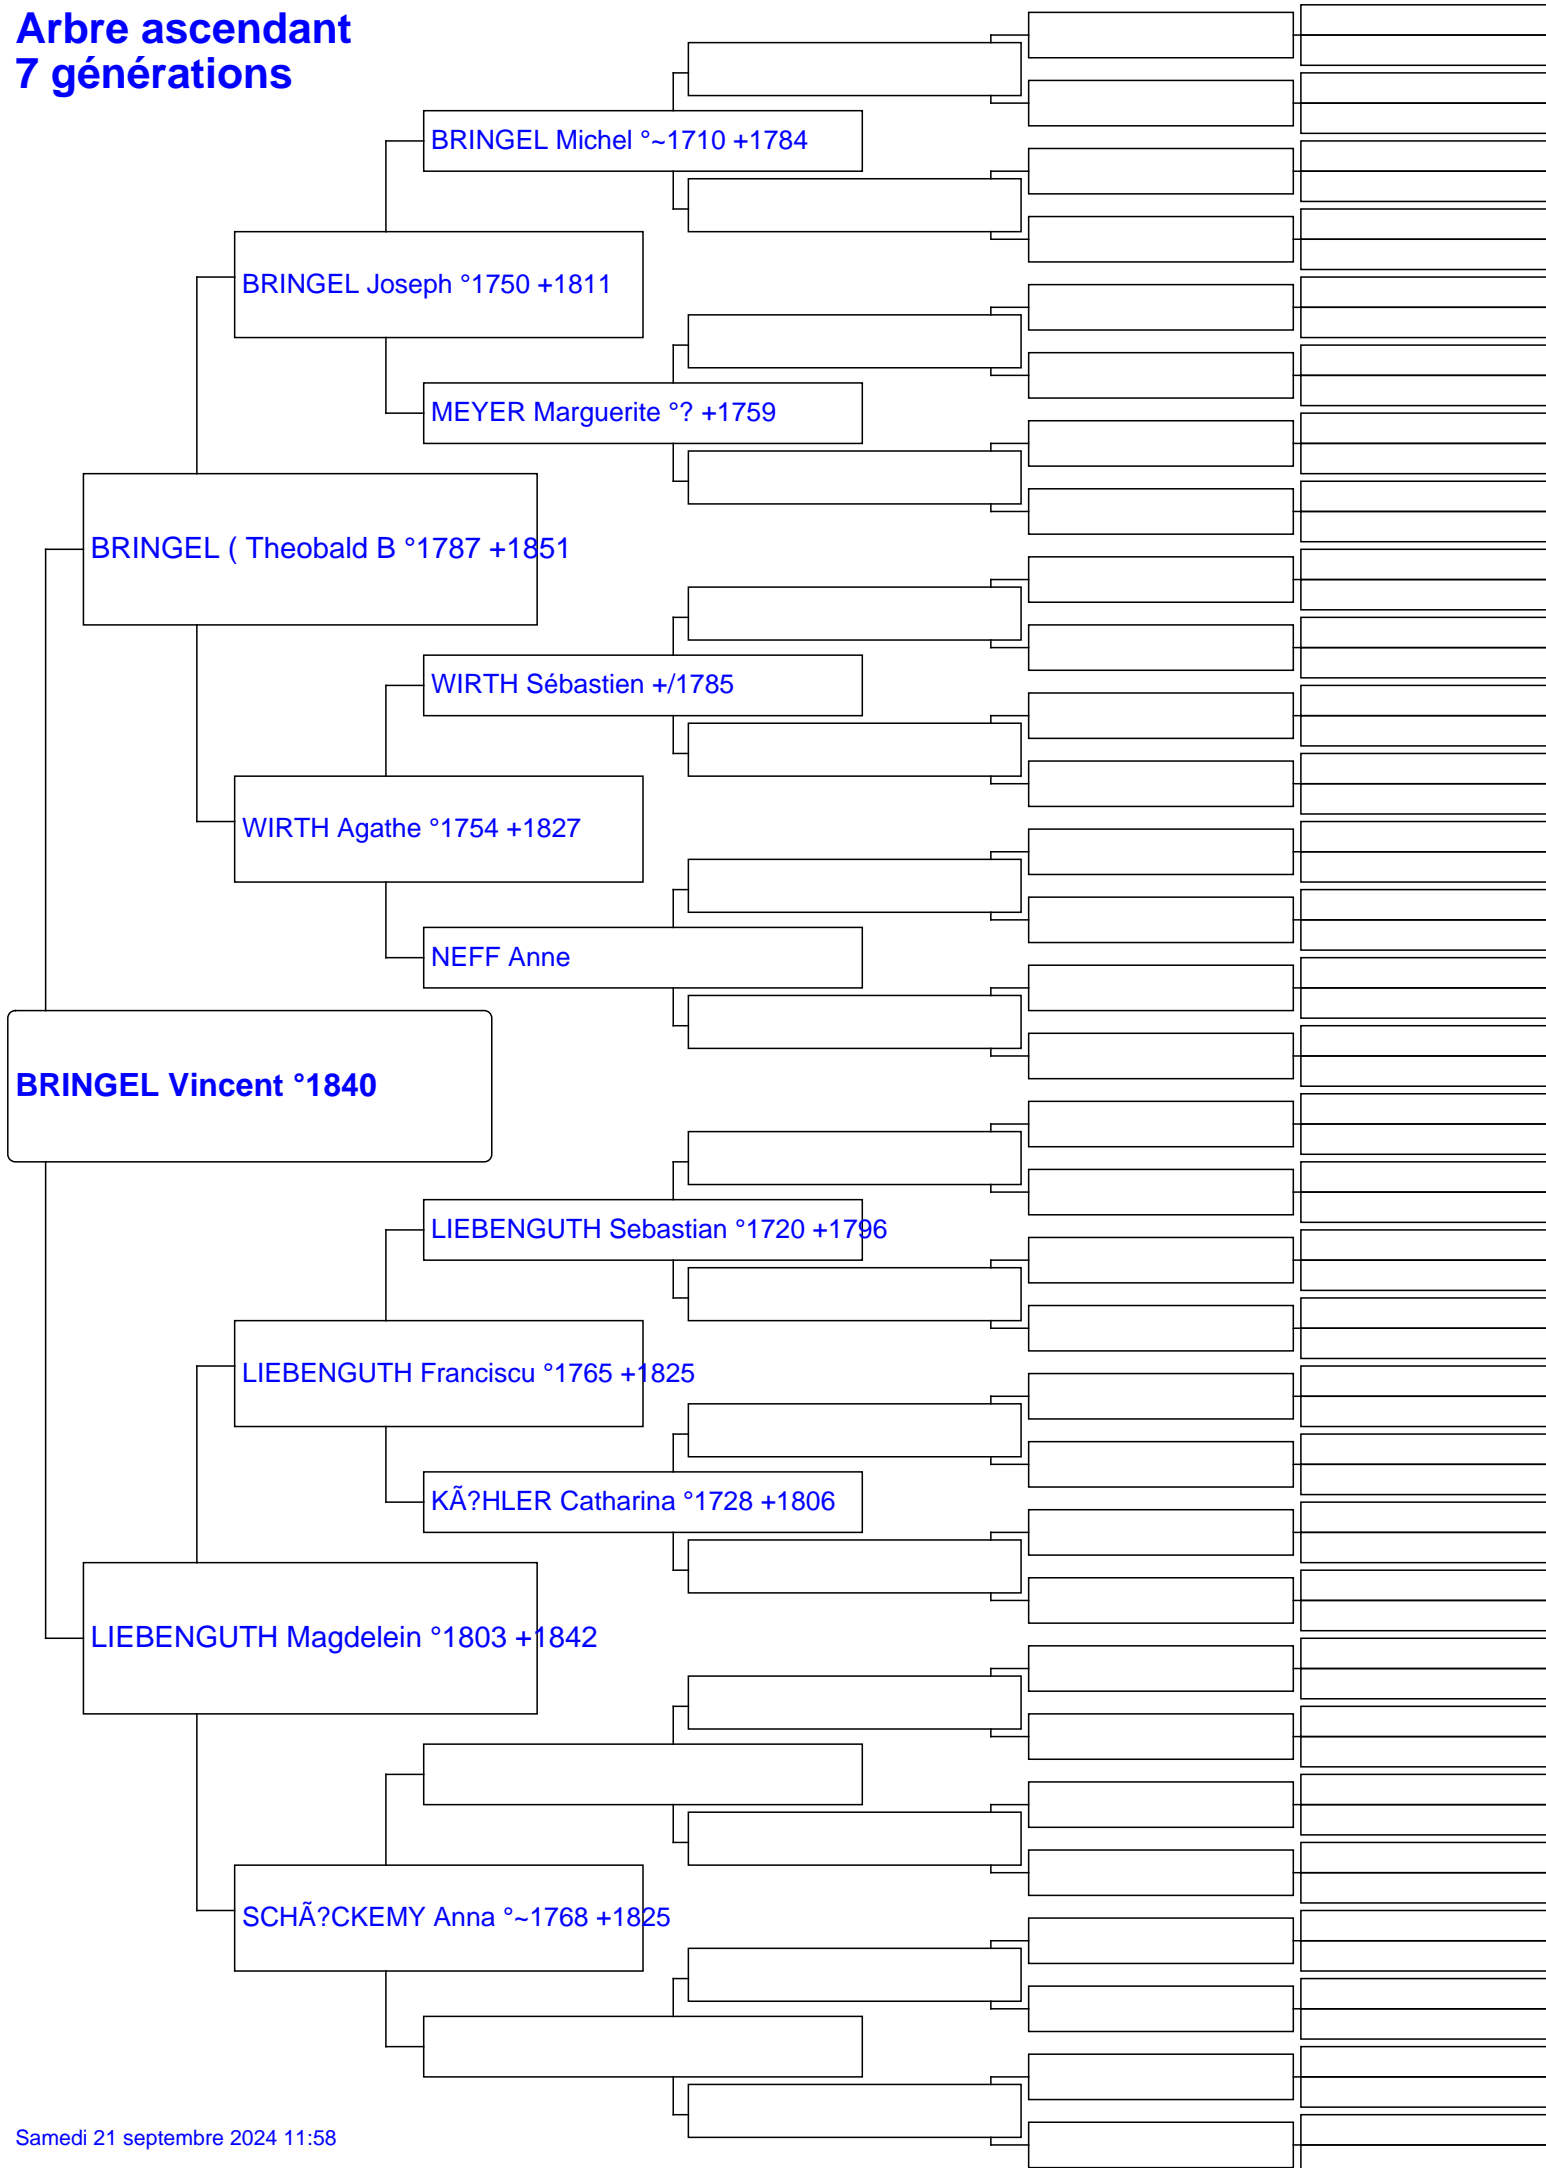 Arbre ascendant
7 générations
BRINGEL Michel °~1710 +1784
BRINGEL Joseph °1750 +1811
MEYER Marguerite °? +1759
BRINGEL ( Theobald B °1787 +1851
WIRTH Sébastien +/1785
WIRTH Agathe °1754 +1827
NEFF Anne
BRINGEL Vincent °1840
LIEBENGUTH Sebastian °1720 +1796
LIEBENGUTH Franciscu °1765 +1825
KÃ?HLER Catharina °1728 +1806
LIEBENGUTH Magdelein °1803 +1842
SCHÃ?CKEMY Anna °~1768 +1825
Samedi 21 septembre 2024 11:58